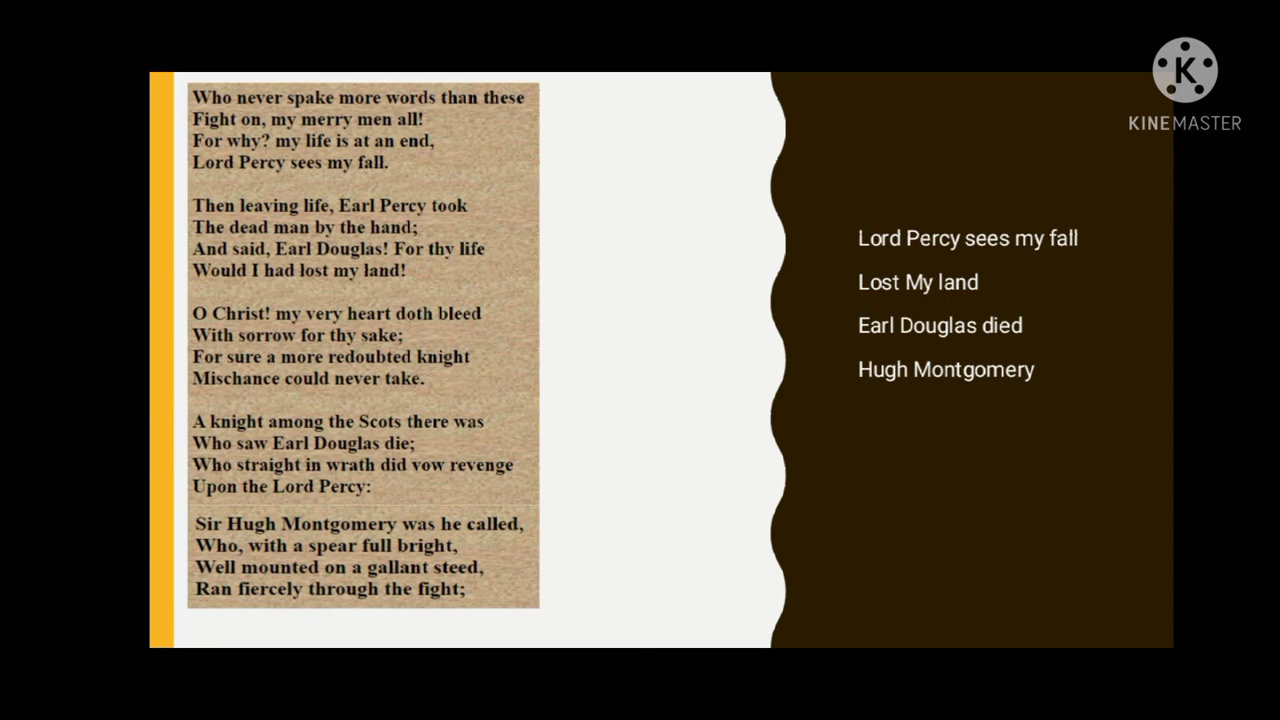 Who never spake more words than these
Fight on, my merry men all!
For why? my life is at an end,
Lord Percy sees my fall.
Then leaving life, Earl Percy took
The dead man by the hand;
And said, Earl Douglas! For thy life
Would I had lost my land!
O Christ! my very heart doth bleed
With sorrow for thy sake;
For sure a more redoubted knight
Mischance could never take.
A knight among the Scots there was
Who saw Earl Douglas die;
Who straight in wrath did vow revenge
Upon the Lord Percy:
Sir Hugh Montgomery was he called,
Who, with a spear full bright,
Well mounted on a gallant steed,
Ran fiercely through the fight;
Lord Percy sees my fall
Lost My land
Earl Douglas died
Hugh Montgomery
K
KINEMASTER